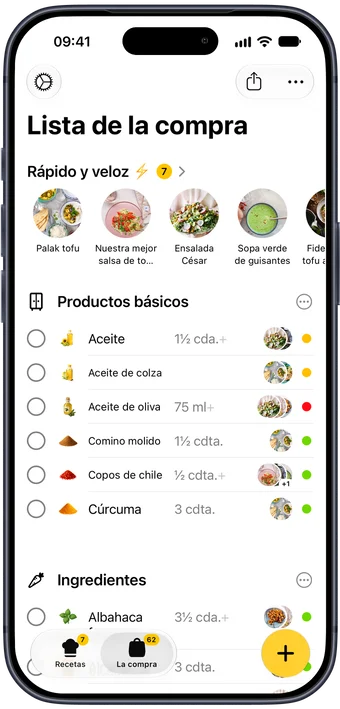 09:41
Lista de la compra
Rápido y veloz ⚡ 7 >
Palak tofu
Nuestra mejor
salsa de to...
Ensalada
César
Sopa verde
de guisantes
Fide
tofu a
Productos básicos
Aceite 1½ cda.+
Aceite de colza
Aceite de oliva 75 ml+
Comino molido 1½ cdta.
Copos de chile ½ cdta.+ +1
Cúrcuma 3 cdta.
Ingredientes
Albahaca 3½ cda.+
3 cdta.
7
Recetas
62
La compra